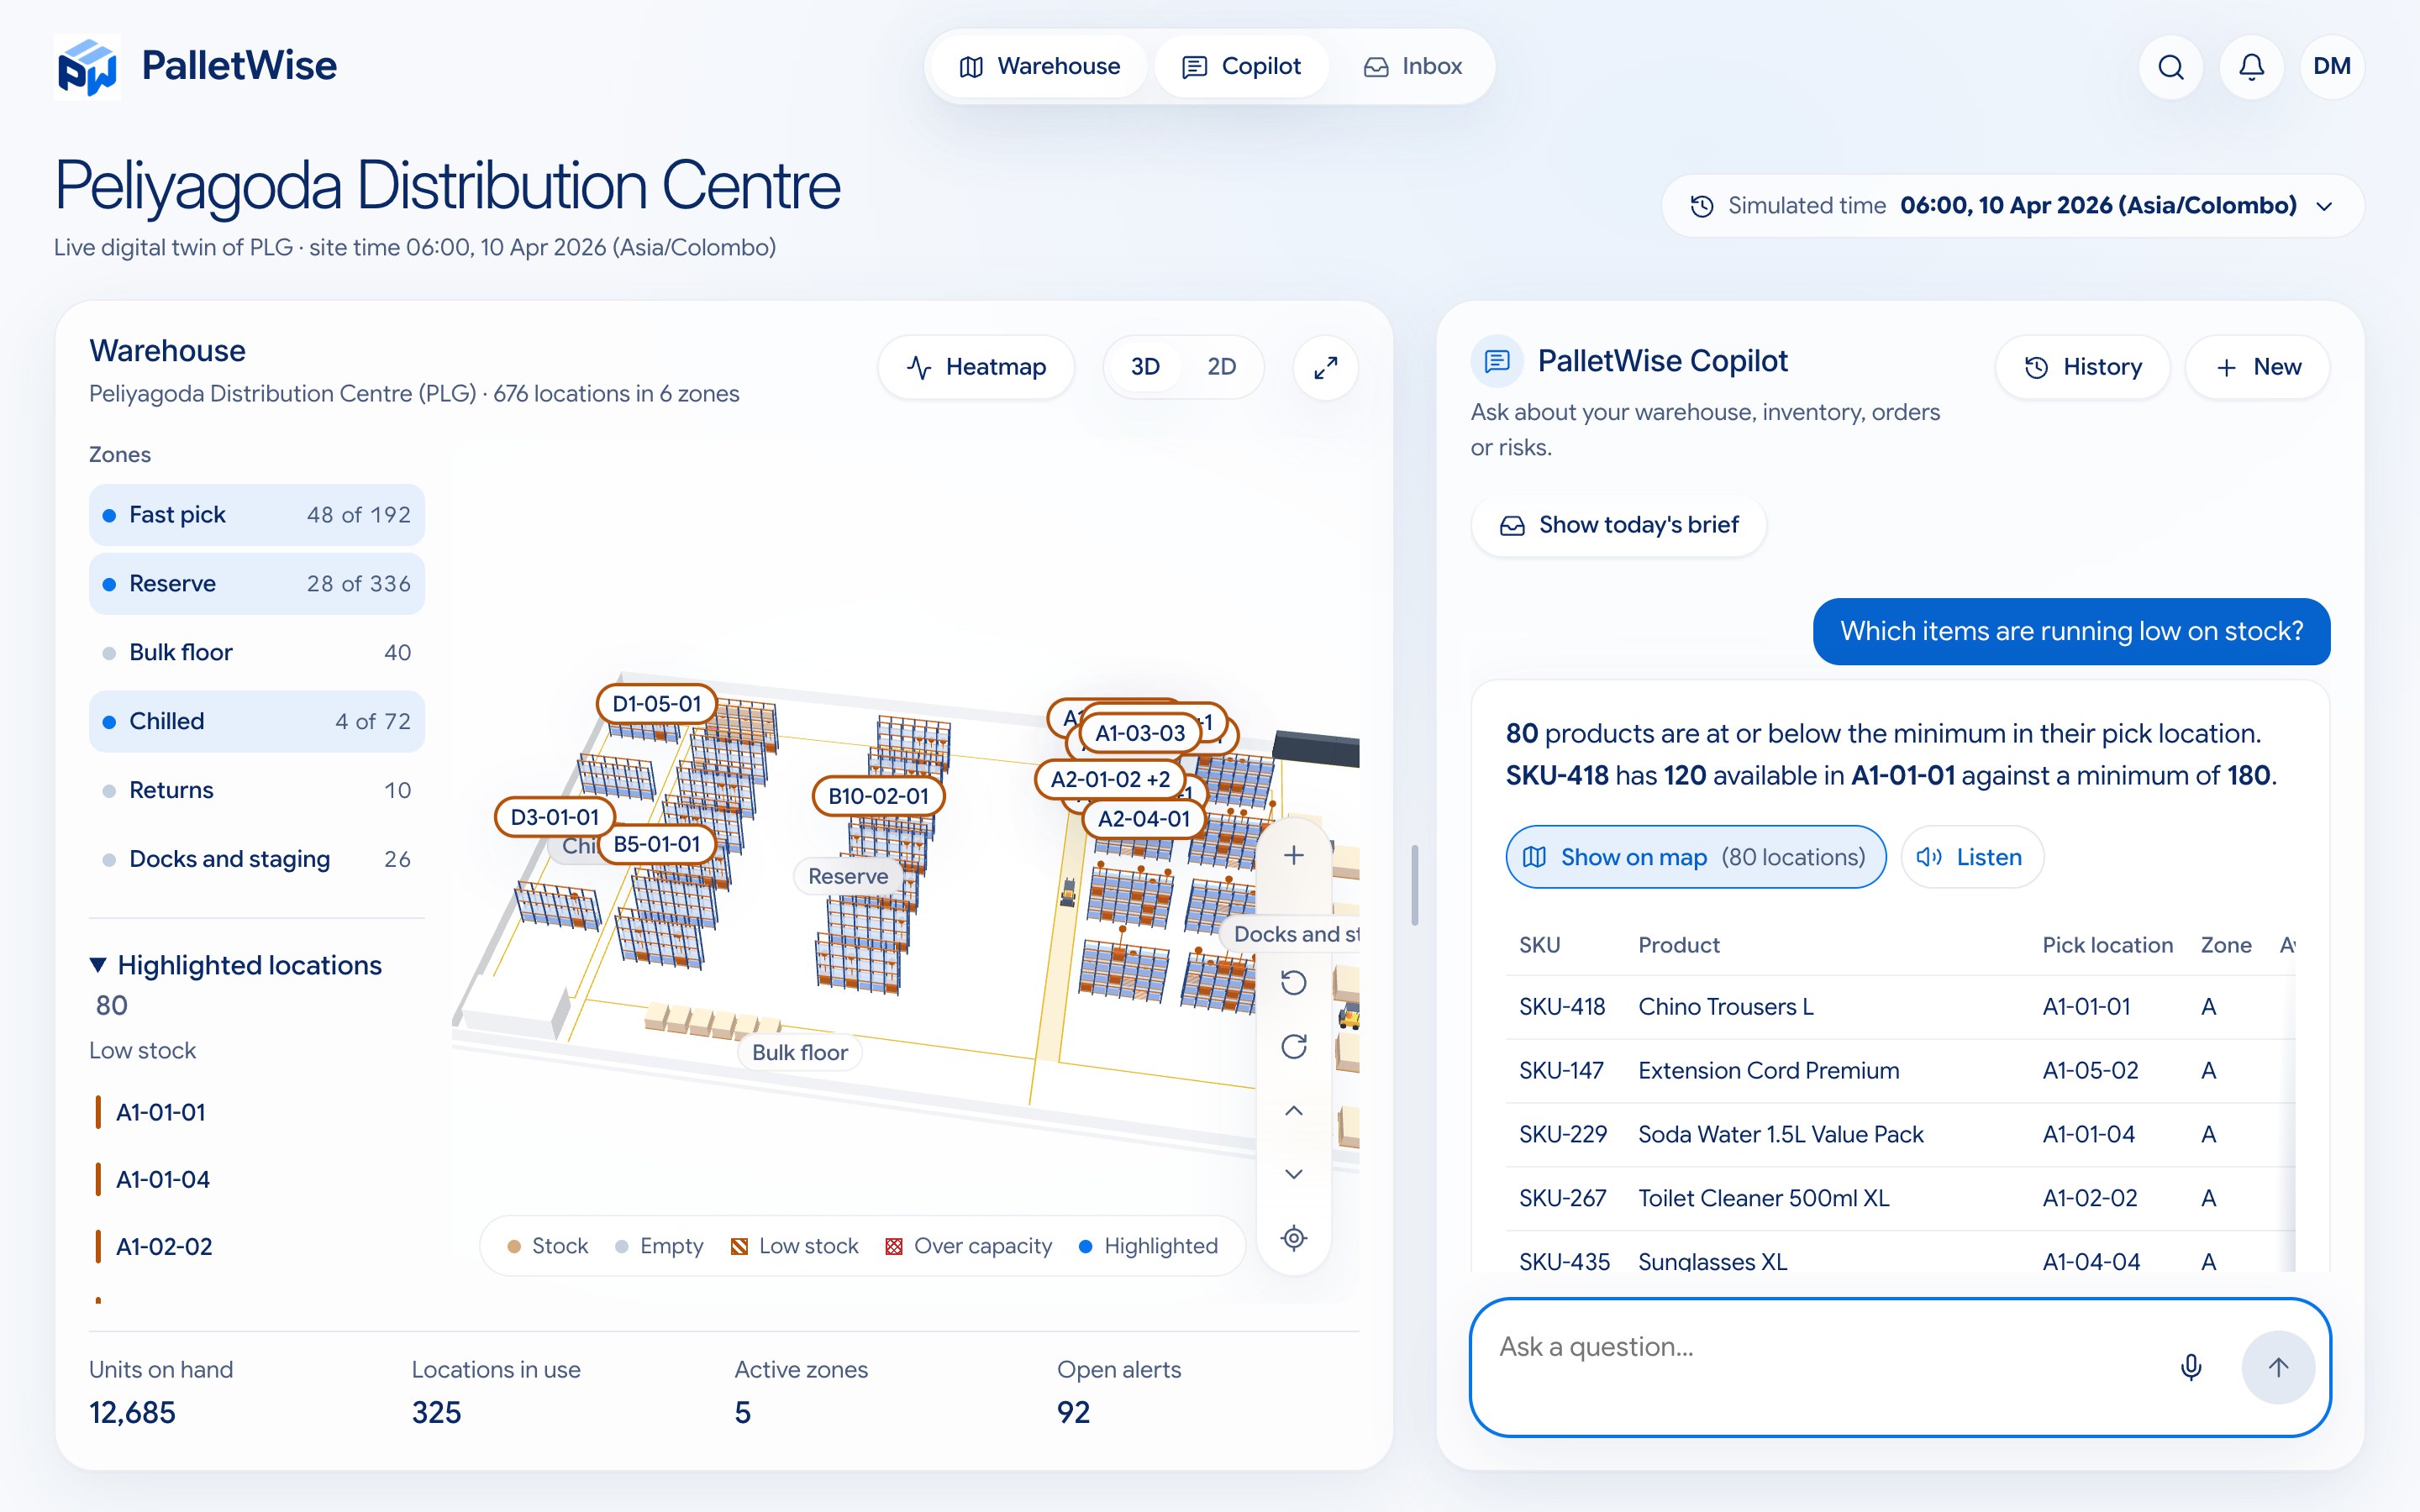 PalletWise
Warehouse
Copilot
Inbox
DM
Peliyagoda Distribution Centre
Live digital twin of PLG · site time 06:00, 10 Apr 2026 (Asia/Colombo)
Simulated time 06:00, 10 Apr 2026 (Asia/Colombo)
Warehouse
Peliyagoda Distribution Centre (PLG) · 676 locations in 6 zones
Heatmap
3D
2D
Zones
Fast pick 48 of 192
Reserve 28 of 336
Bulk floor 40
Chilled 4 of 72
Returns 10
Docks and staging 26
Highlighted locations
80
Low stock
A1-01-01
A1-01-04
A1-02-02
D1-05-01
A1-03-03
A2-01-02 +2
B10-02-01
A2-04-01
D3-01-01
B5-01-01
Reserve
Docks and st
Bulk floor
Stock
Empty
Low stock
Over capacity
Highlighted
Units on hand
12,685
Locations in use
325
Active zones
5
Open alerts
92
PalletWise Copilot
History
New
Ask about your warehouse, inventory, orders
or risks.
Show today's brief
Which items are running low on stock?
80 products are at or below the minimum in their pick location.
SKU-418 has 120 available in A1-01-01 against a minimum of 180.
Show on map (80 locations)
Listen
SKU Product Pick location Zone
SKU-418 Chino Trousers L A1-01-01 A
SKU-147 Extension Cord Premium A1-05-02 A
SKU-229 Soda Water 1.5L Value Pack A1-01-04 A
SKU-267 Toilet Cleaner 500ml XL A1-02-02 A
SKU-435 Sunglasses XL A1-04-04 A
Ask a question...